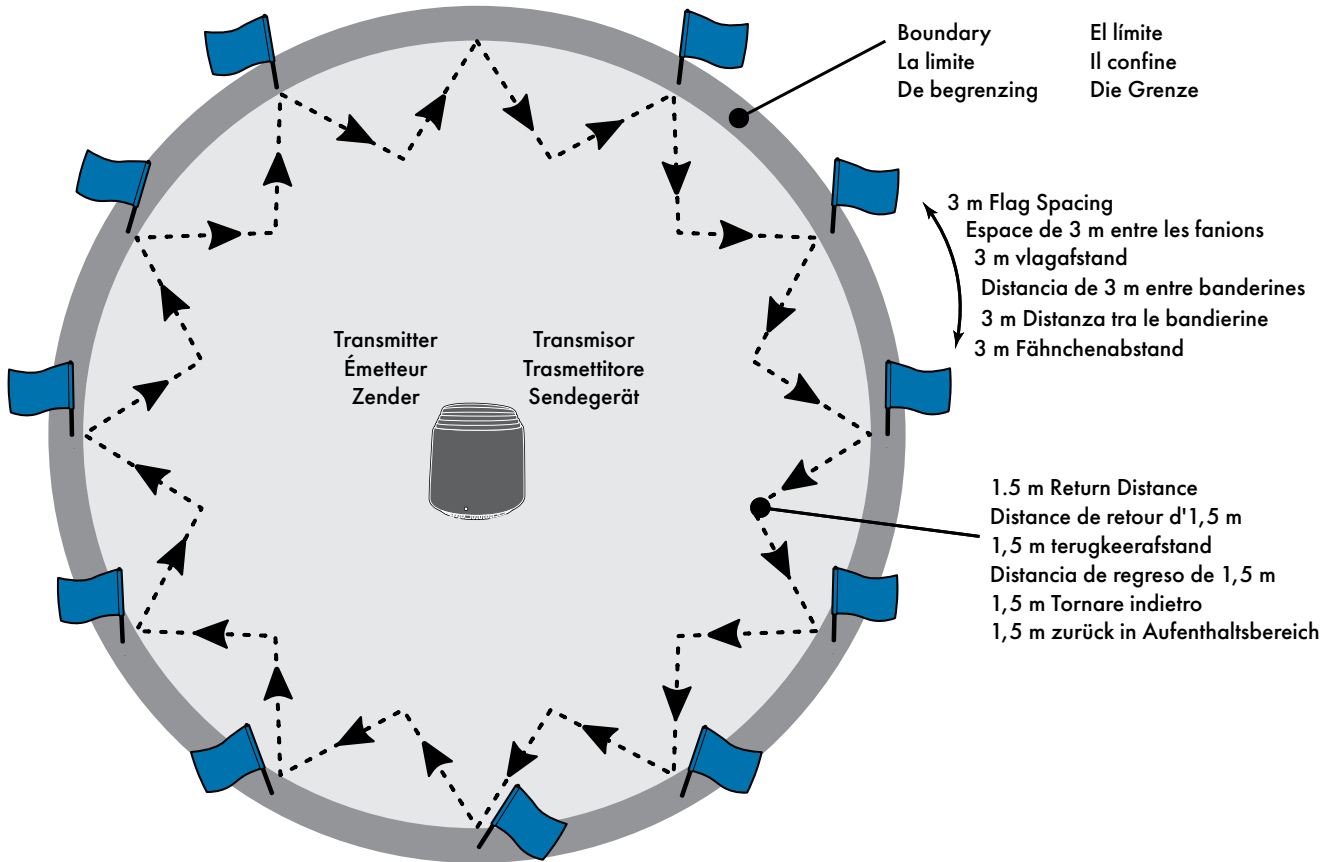 Boundary
La limite
De begrenzing
El límite
Il confine
Die Grenze
3 m Flag Spacing
Espace de 3 m entre les fanions
3 m vlagafstand
Distancia de 3 m entre banderines
3 m Distanza tra le bandierine
3 m Fähnchenabstand
Transmitter
Émetteur
Zender
Transmisor
Trasmettitore
Sendegerät
1.5 m Return Distance
Distance de retour d'1,5 m
1,5 m terugkeerafstand
Distancia de regreso de 1,5 m
1,5 m Tornare indietro
1,5 m zurück in Aufenthaltsbereich